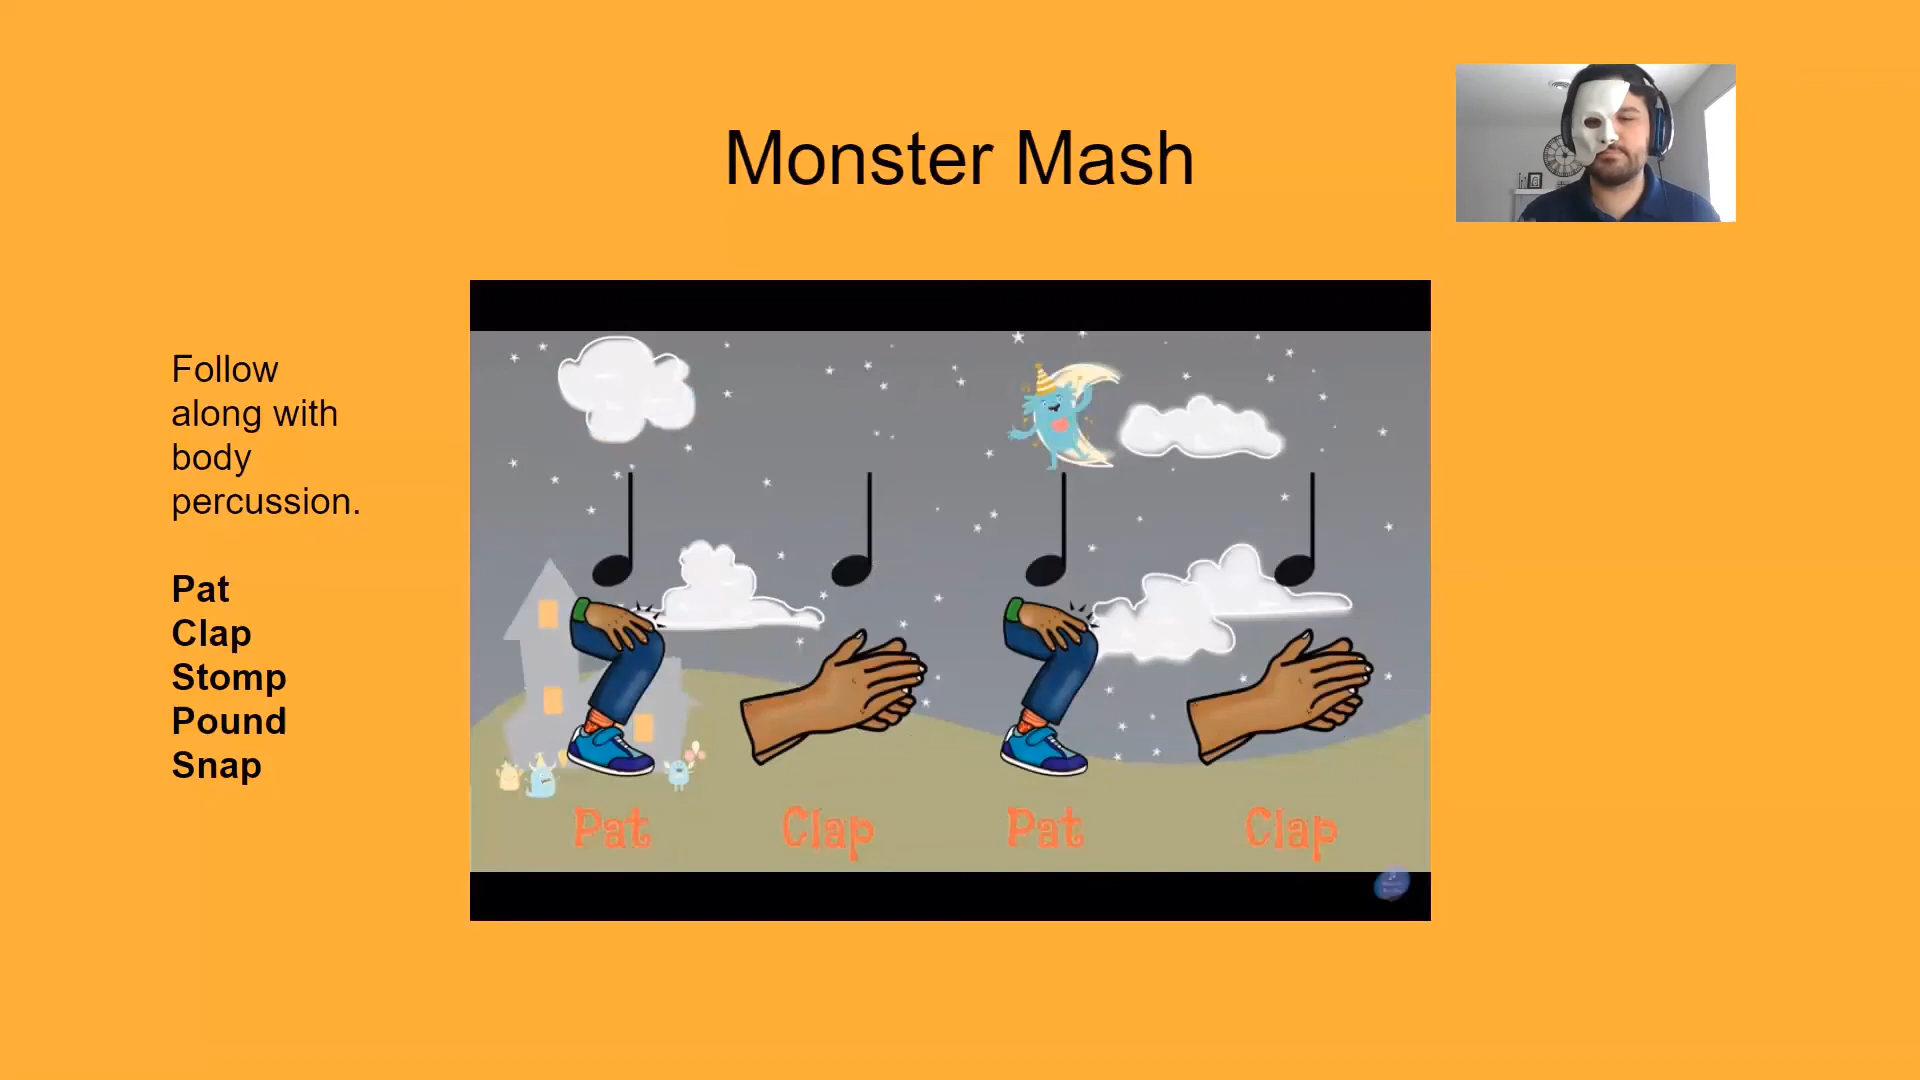 Monster Mash
Follow
along with
body
percussion.
Pat
Clap
Stomp
Pound
Snap
Pat Clap Pat Clap